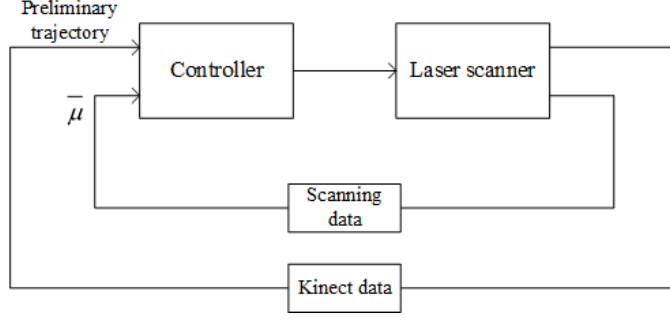 Preliminary
trajectory
Controller
Laser scanner
μ̅
Scanning
data
Kinect data